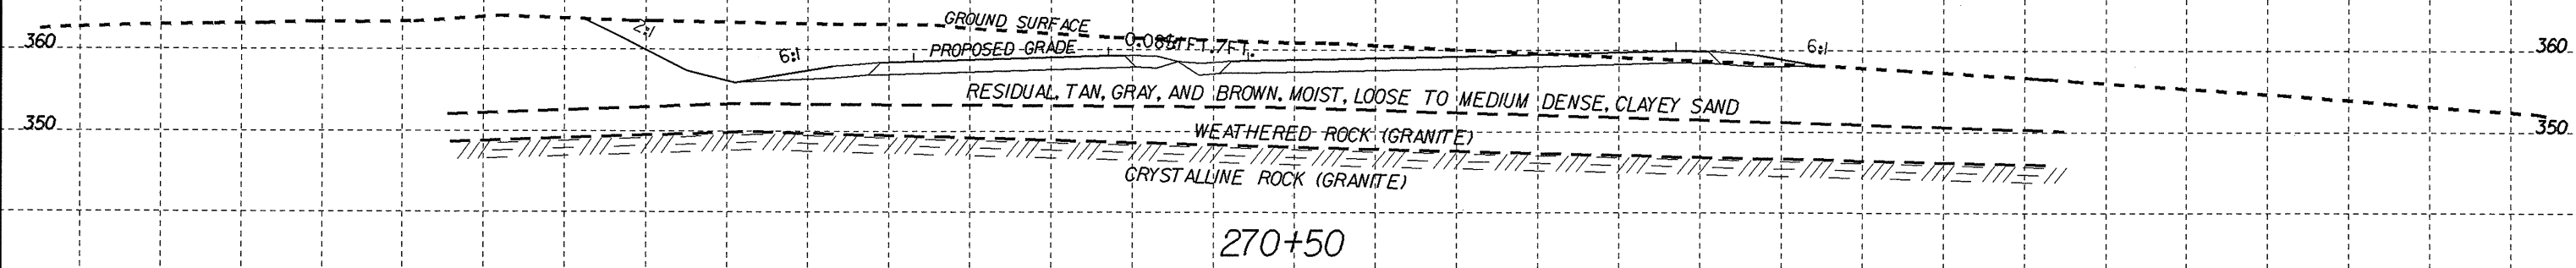 GROUND SURFACE
2:1
360
6:1
PROPOSED GRADE
6:1
360
RESIDUAL, TAN, GRAY, AND BROWN, MOIST, LOOSE TO MEDIUM DENSE, CLAYEY SAND
350
WEATHERED ROCK (GRANITE)
350
CRYSTALLINE ROCK (GRANITE)
270+50